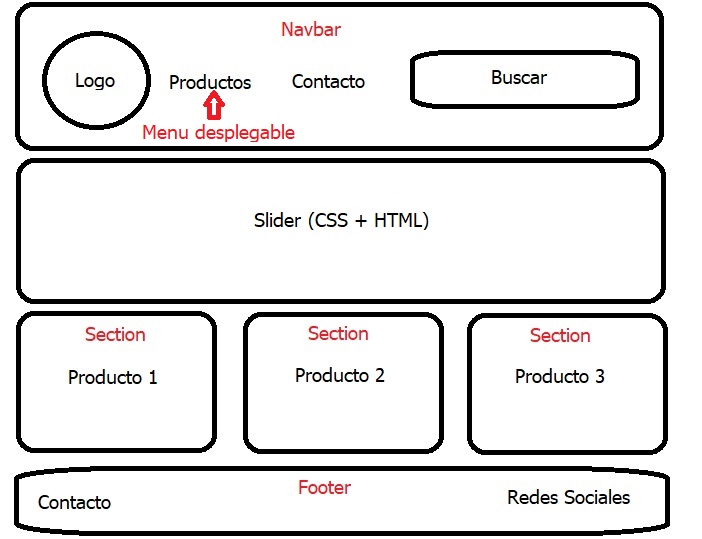 Navbar
Logo
Productos
Contacto
Buscar
Menu desplegable
Slider (CSS + HTML)
Section
Section
Section
Producto 1
Producto 2
Producto 3
Footer
Contacto
Redes Sociales